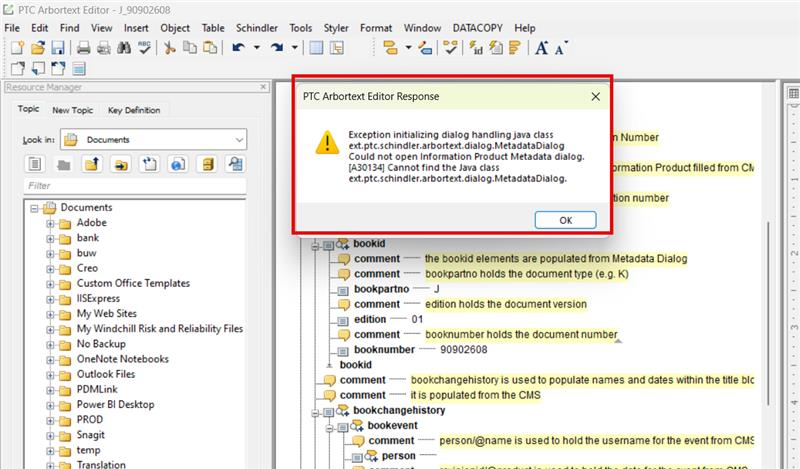 PTC Arbortext Editor - J_90902608
File Edit Find View Insert Object Table Schindler Tools Styler Format Window DATACOPY Help
ABC
id
A A
Resource Manager
Topic New Topic Key Definition
Look in: Documents
Filter
Documents
Adobe
bank
buw
Creo
Custom Office Templates
IISExpress
My Web Sites
My Windchill Risk and Reliability Files
No Backup
OneNote Notebooks
Outlook Files
PDMLink
Power BI Desktop
PROD
Snagit
temp
Translation
PTC Arbortext Editor Response
Exception initializing dialog handling java class
ext.ptc.schindler.arbortext.dialog.MetadataDialog
Could not open Information Product Metadata dialog.
[A30134] Cannot find the Java class
ext.ptc.schindler.arbortext.dialog.MetadataDialog.
OK
Number
ormation Product filled from CM
tion number
bookid
comment the bookid elements are populated from Metadata Dialog
comment bookpartno holds the document type (e.g. K)
bookpartno J
comment edition holds the document version
edition 01
comment booknumber holds the document number
booknumber 90902608
bookid
comment bookchangehistory is used to populate names and dates within the title blo
comment it is populated from the CMS
bookchangehistory
bookevent
comment person/@name is used to hold the username for the event from CMS
person
1
2
3
4